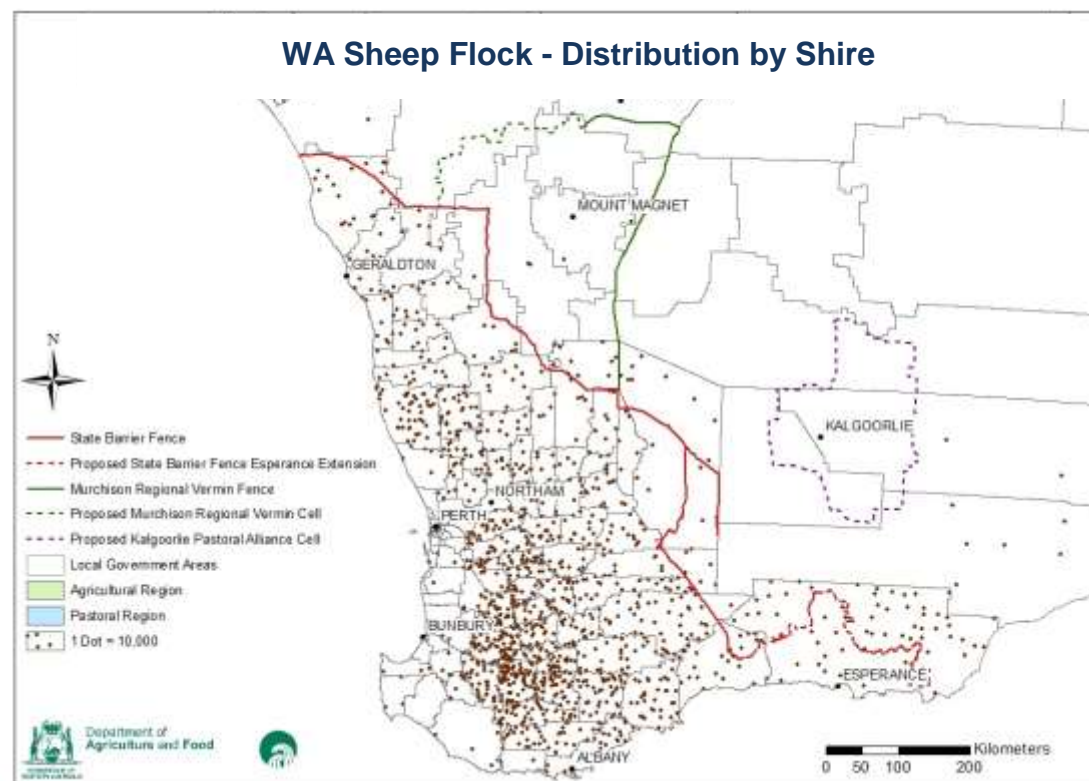 WA Sheep Flock - Distribution by Shire
MOUNT MAGNET
GERALDTON
N
KALGOORLIE
State Barrier Fence
Proposed State Barrier Fence Esperance Extension
Murchison Regional Vermin Fence
Proposed Murchison Regional Vermin Cell
Proposed Kalgoorlie Pastoral Alliance Cell
Local Government Areas
Agricultural Region
Pastoral Region
1 Dot = 10,000
NORTHAM
PERTH
BUNBURY
ESPERANCE
ALBANY
Department of
Agriculture and Food
Kilometers
0 50 100 200